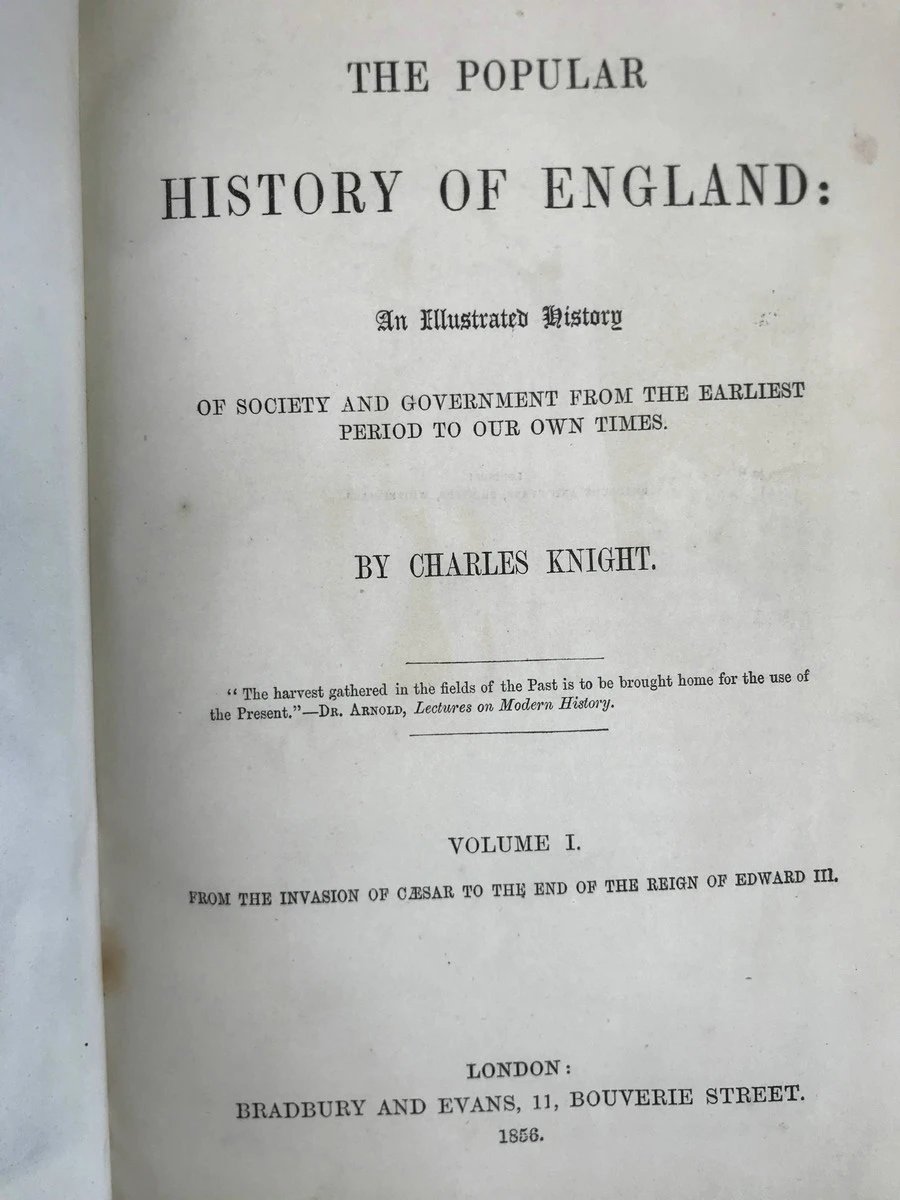 THE POPULAR
HISTORY OF ENGLAND:
An Illustrated History
OF SOCIETY AND GOVERNMENT FROM THE EARLIEST
PERIOD TO OUR OWN TIMES.
BY CHARLES KNIGHT.
“ The harvest gathered in the fields of the Past is to be brought home for the use of
the Present.”—DR. ARNOLD, Lectures on Modern History.
VOLUME I.
FROM THE INVASION OF CÆSAR TO THE END OF THE REIGN OF EDWARD III.
LONDON:
BRADBURY AND EVANS, 11, BOUVERIE STREET.
1856.